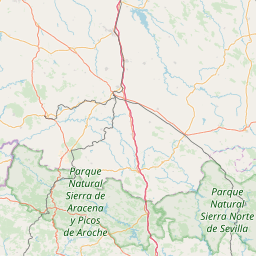 Parque
Natural
Sierra de
Aracena
y Picos
de Aroche
Parque
Natural
Sierra Norte
de Sevilla